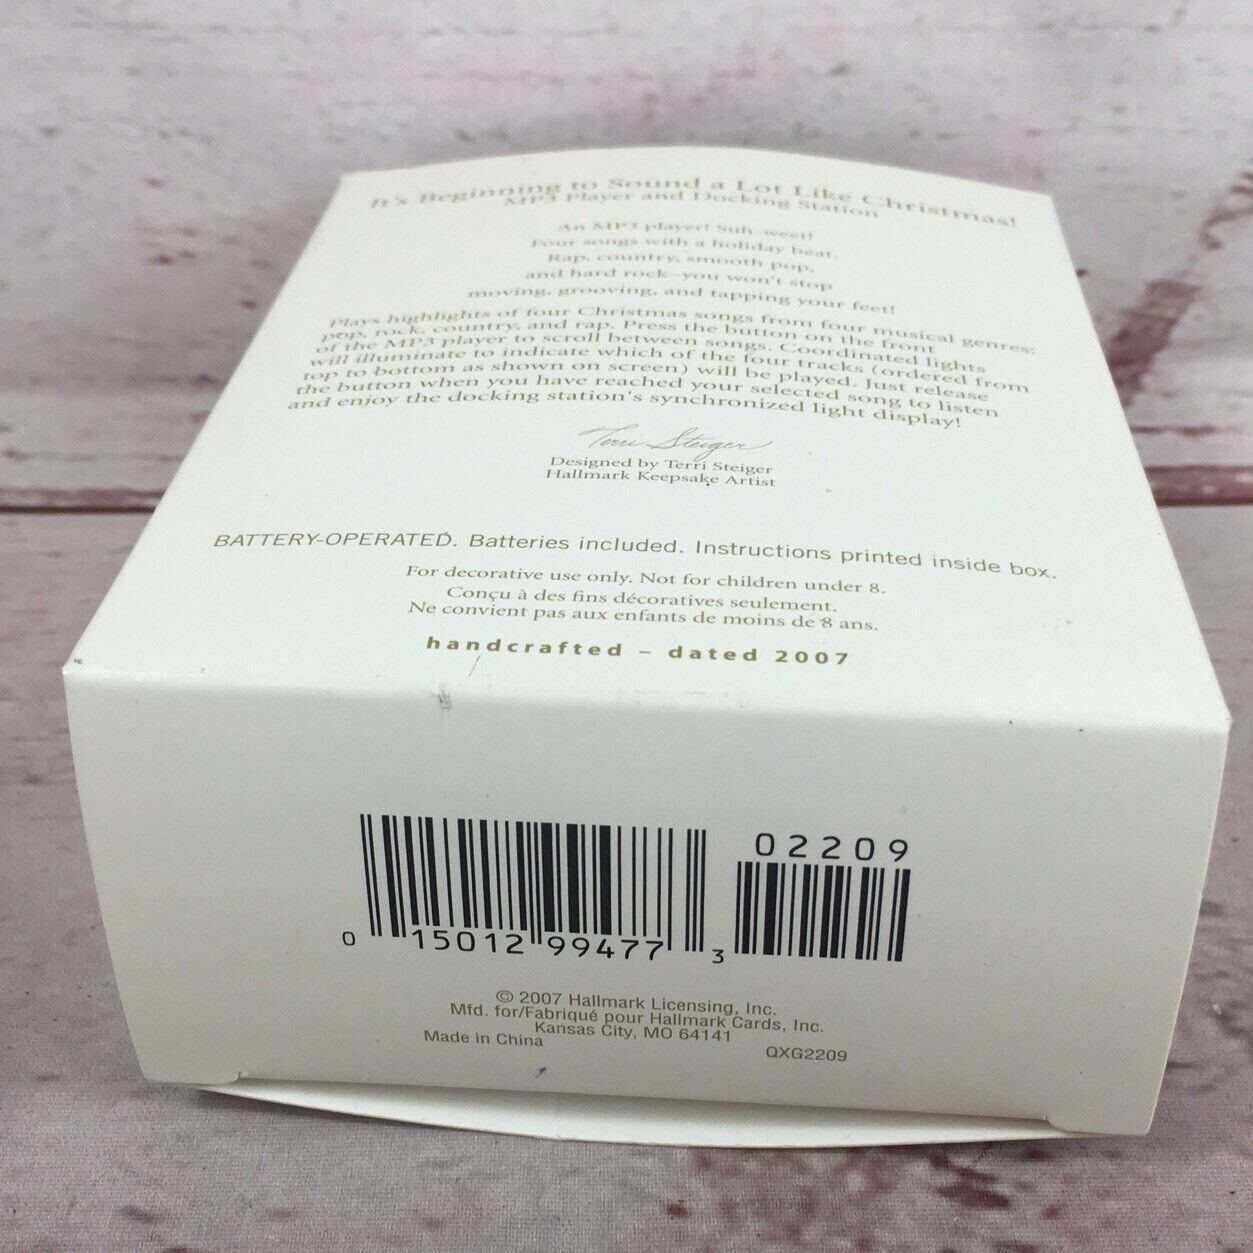 It's Beginning to Sound a Lot Like Christmas!
MP3 Player and Docking Station
An MP3 player! Suh-weet!
Four songs with a holiday beat.
Rap, country, smooth pop,
and hard rock–you won't stop
moving, grooving, and tapping your feet!
Plays highlights of four Christmas songs from four musical genres:
pop, rock, country, and rap. Press the button on the front
of the MP3 player to scroll between songs. Coordinated lights
will illuminate to indicate which of the four tracks (ordered from
top to bottom as shown on screen) will be played. Just release
the button when you have reached your selected song to listen
and enjoy the docking station's synchronized light display!
Terri Steiger
Designed by Terri Steiger
Hallmark Keepsake Artist
BATTERY-OPERATED. Batteries included. Instructions printed inside box.
For decorative use only. Not for children under 8.
Conçu à des fins décoratives seulement.
Ne convient pas aux enfants de moins de 8 ans.
handcrafted – dated 2007
02209
0 15012 99477 3
© 2007 Hallmark Licensing, Inc.
Mfd. for/Fabriqué pour Hallmark Cards, Inc.
Kansas City, MO 64141
Made in China
QXG2209